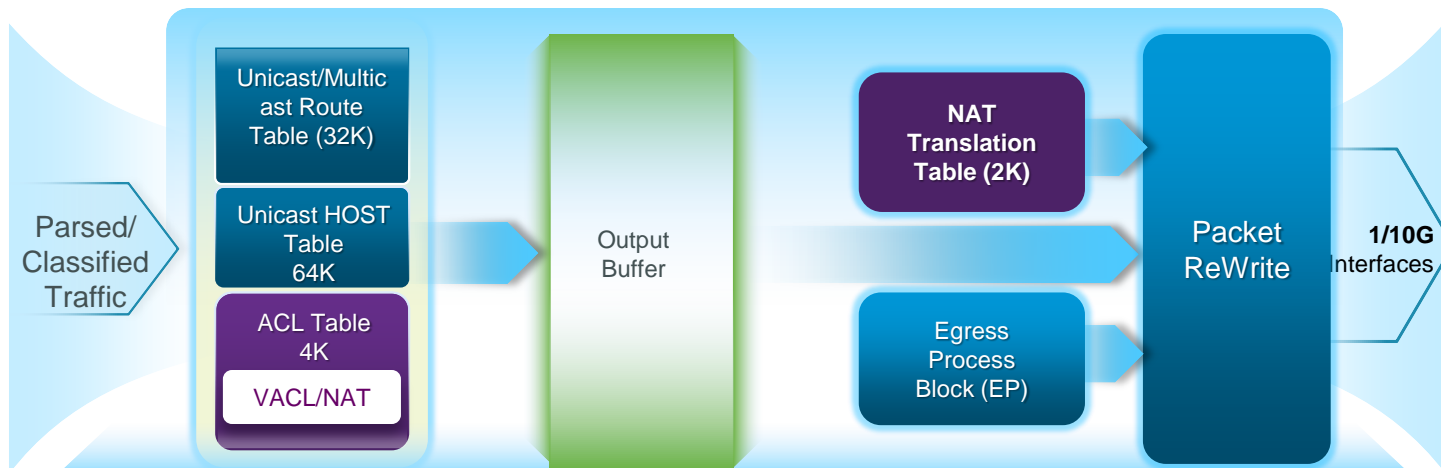 Parsed/
Classified
Traffic
Unicast/Multic
ast Route
Table (32K)
Unicast HOST
Table
64K
ACL Table
4K
VACL/NAT
Output
Buffer
NAT
Translation
Table (2K)
Egress
Process
Block (EP)
Packet
ReWrite
1/10G
Interfaces